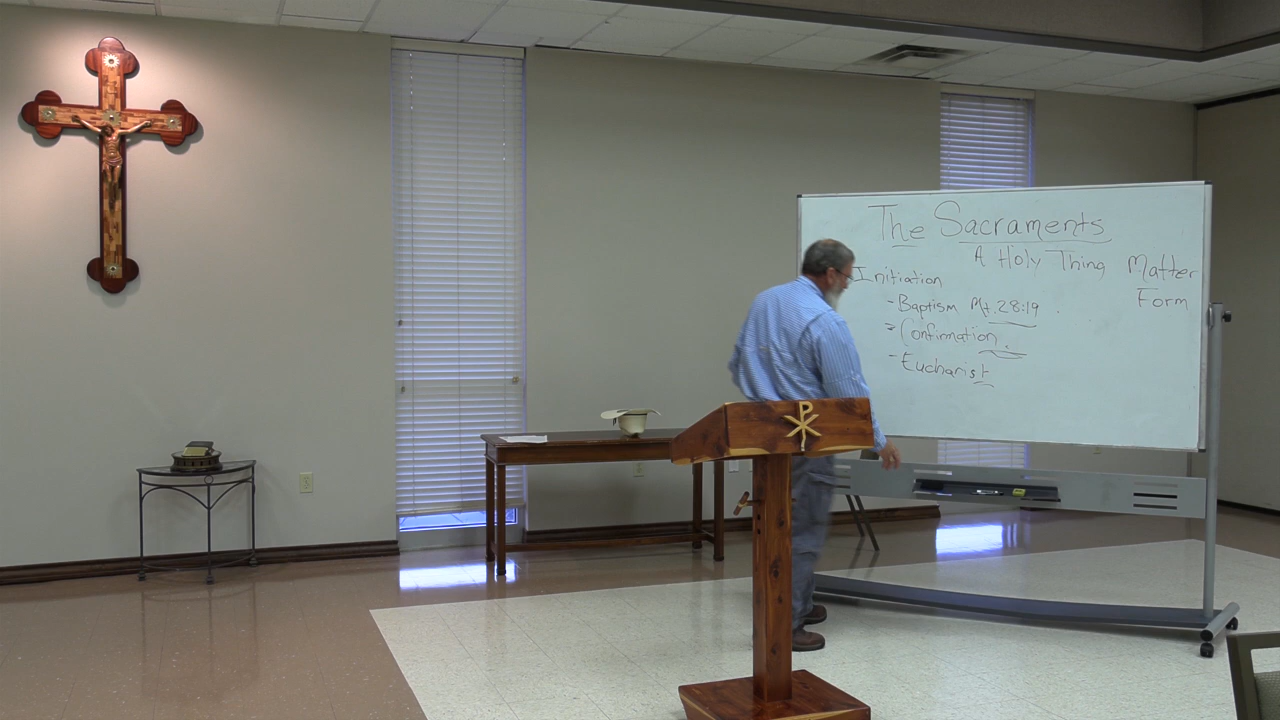 The Sacraments
A Holy Thing
Matter
Form
Initiation
- Baptism Mt. 28:19
- Confirmation
- Eucharist